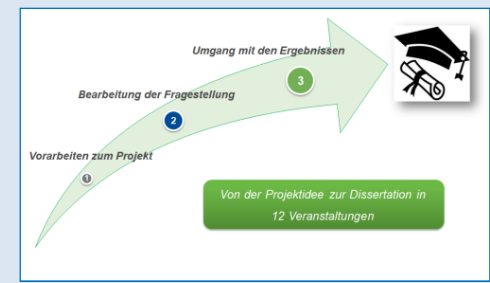 Umgang mit den Ergebnissen
3
Bearbeitung der Fragestellung
2
Vorarbeiten zum Projekt
1
Von der Projektidee zur Dissertation in
12 Veranstaltungen